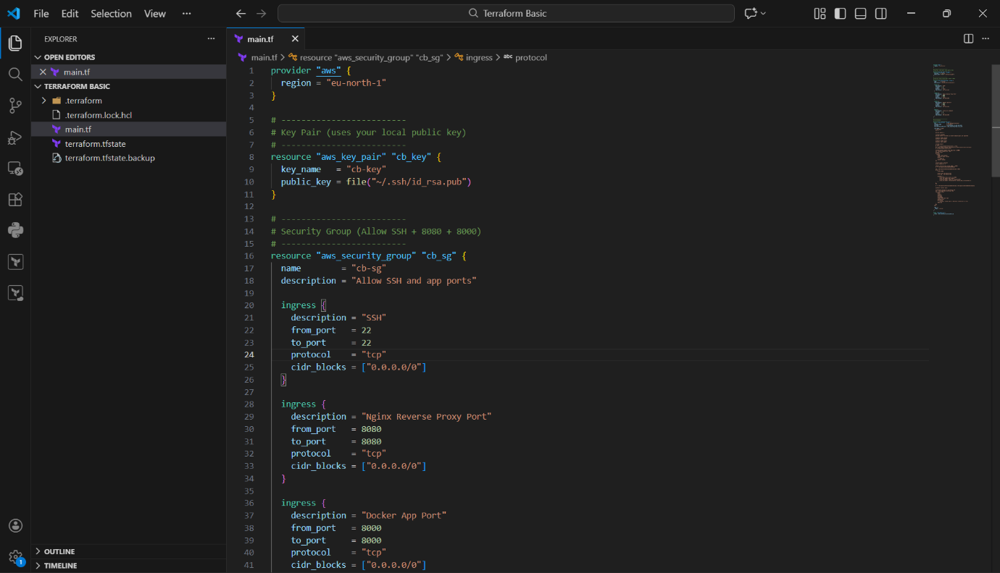 File Edit Selection View ···
Terraform Basic
EXPLORER
OPEN EDITORS
main.tf
TERRAFORM BASIC
.terraform
.terraform.lock.hcl
main.tf
terraform.tfstate
terraform.tfstate.backup
OUTLINE
TIMELINE
1
main.tf
main.tf > resource "aws_security_group" "cb_sg" > ingress > abc protocol
1 provider "aws" {
2 region = "eu-north-1"
3 }
4
5 # -------------------------
6 # Key Pair (uses your local public key)
7 # -------------------------
8 resource "aws_key_pair" "cb_key" {
9 key_name   = "cb-key"
10 public_key = file("~/.ssh/id_rsa.pub")
11 }
12
13 # -------------------------
14 # Security Group (Allow SSH + 8080 + 8000)
15 # -------------------------
16 resource "aws_security_group" "cb_sg" {
17 name        = "cb-sg"
18 description = "Allow SSH and app ports"
19
20 ingress {
21 description = "SSH"
22 from_port   = 22
23 to_port     = 22
24 protocol    = "tcp"
25 cidr_blocks = ["0.0.0.0/0"]
26 }
27
28 ingress {
29 description = "Nginx Reverse Proxy Port"
30 from_port   = 8080
31 to_port     = 8080
32 protocol    = "tcp"
33 cidr_blocks = ["0.0.0.0/0"]
34 }
35
36 ingress {
37 description = "Docker App Port"
38 from_port   = 8000
39 to_port     = 8000
40 protocol    = "tcp"
41 cidr_blocks = ["0.0.0.0/0"]